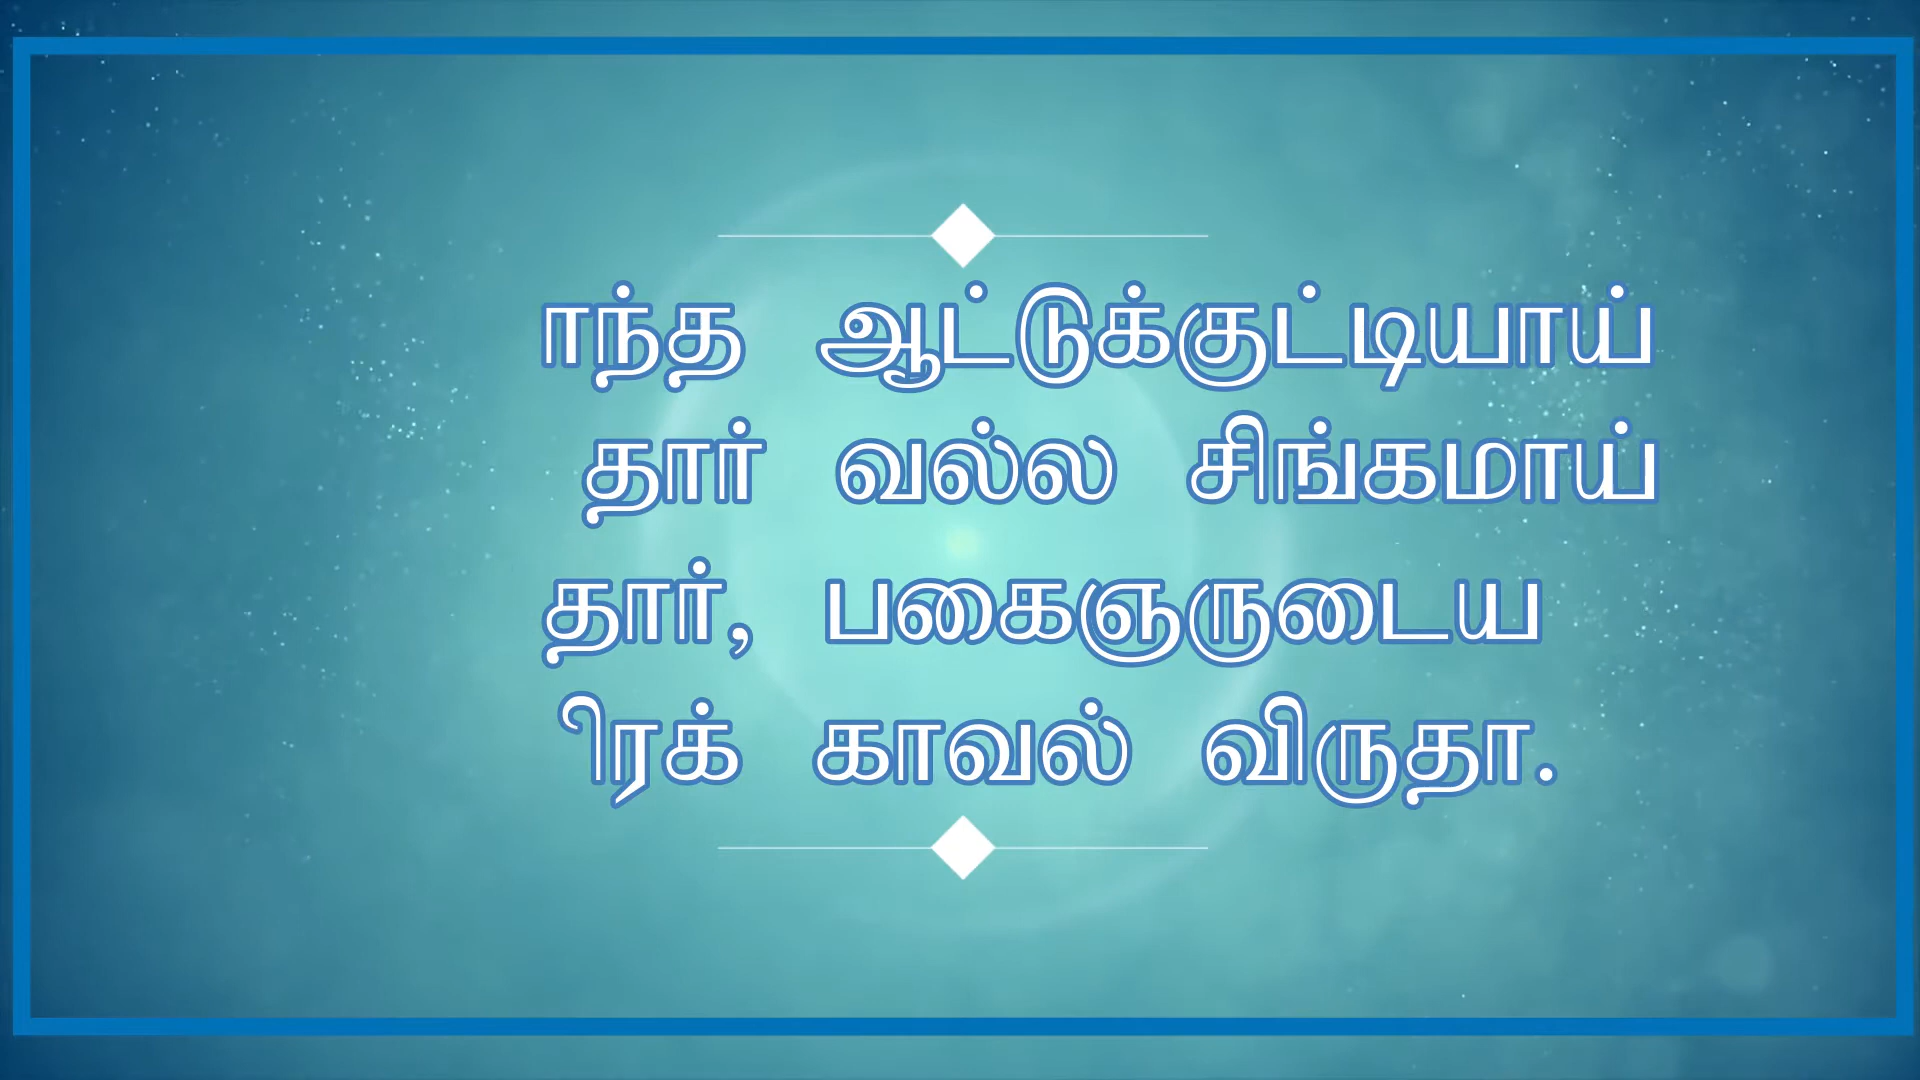 ாந்த ஆட்டுக்குட்டியாய்
தார் வல்ல சிங்கமாய்
தார், பகைஞருடைய
ிரக் காவல் விருதா.